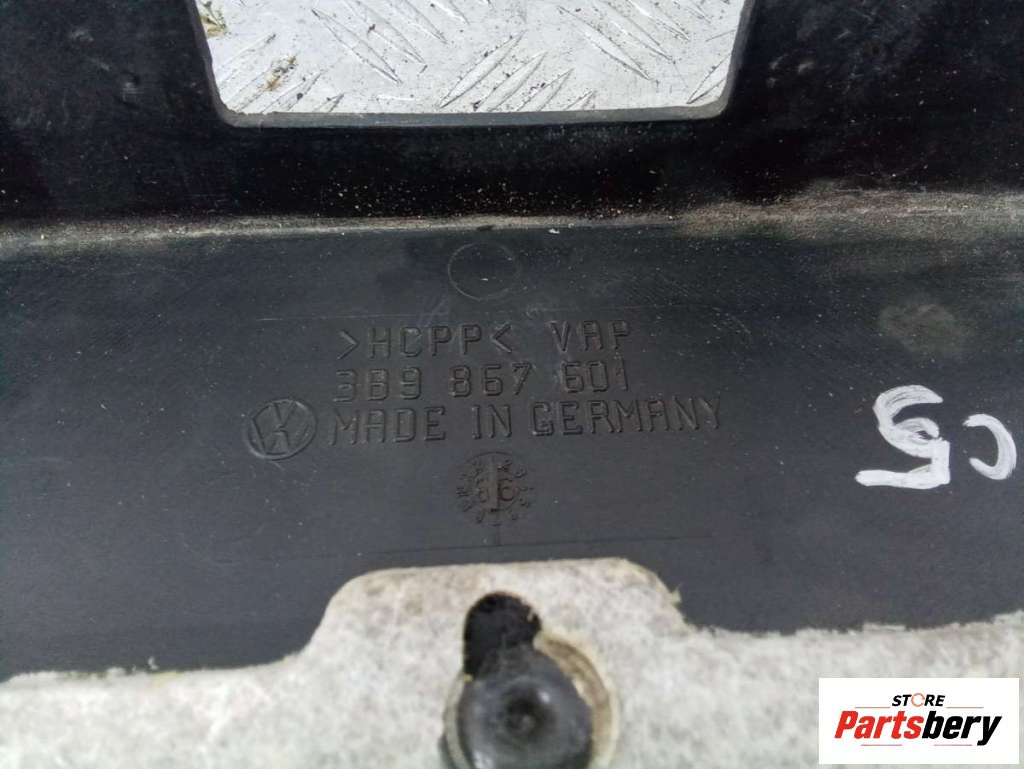 >HCPP< VAP
3B9 867 601
MADE IN GERMANY
C5
STORE
Partsbery